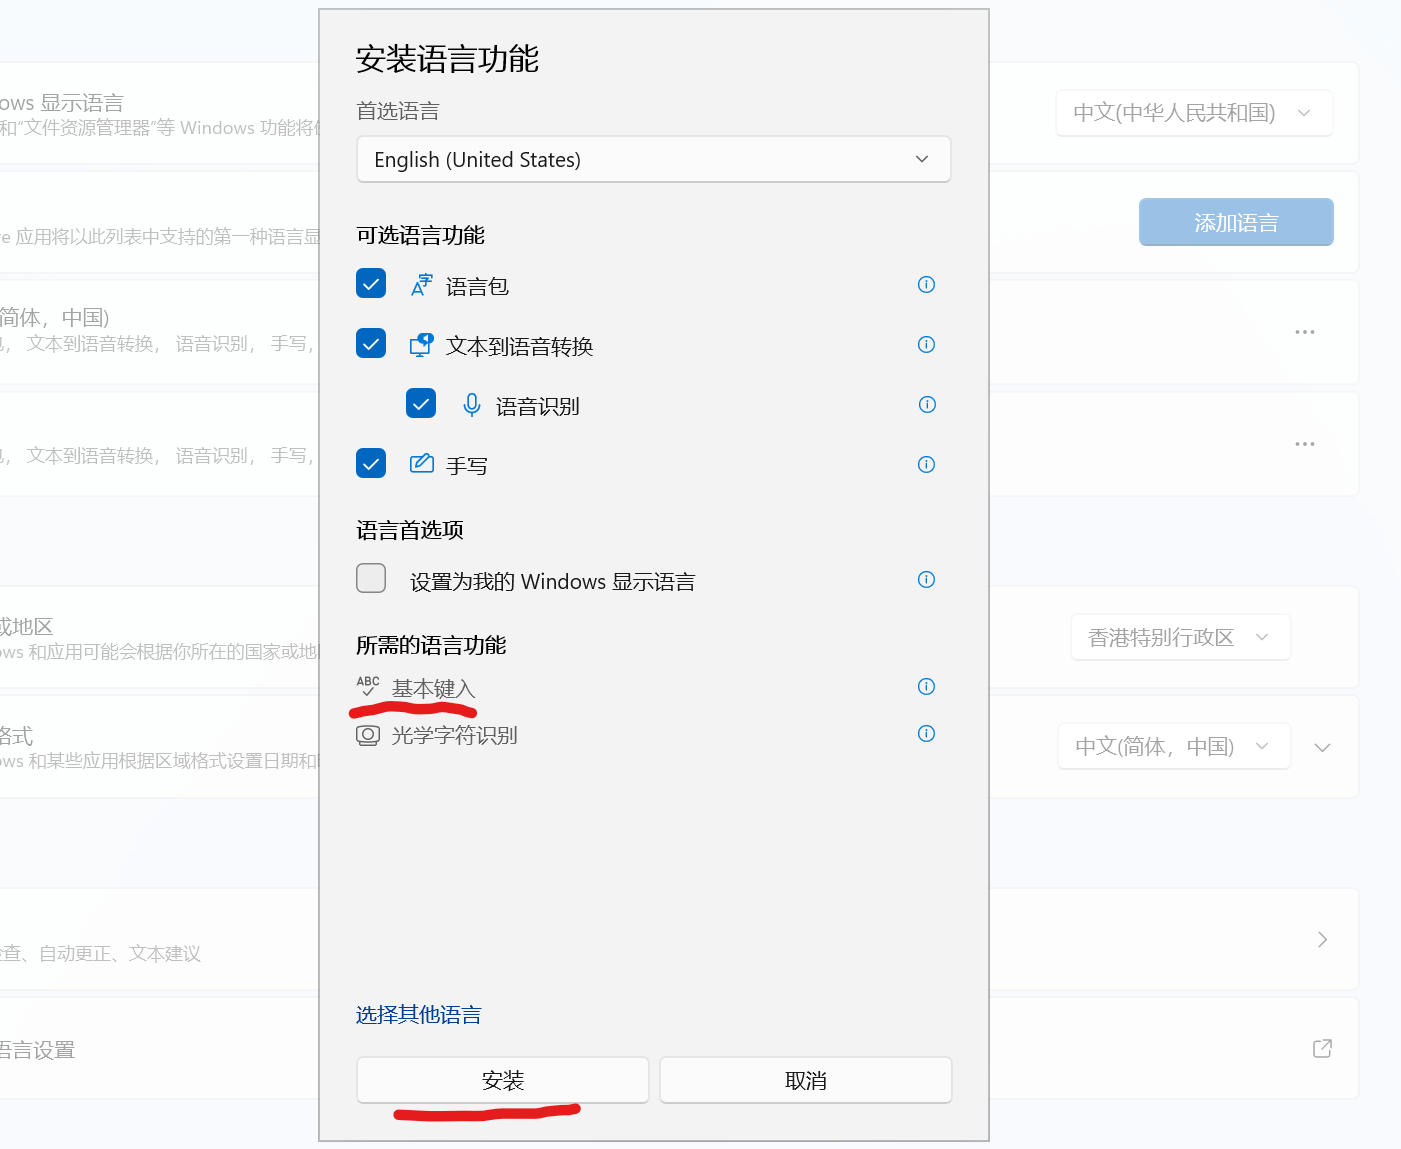 安装语言功能
首选语言
English (United States)
可选语言功能
语言包
文本到语音转换
语音识别
手写
语言首选项
设置为我的 Windows 显示语言
所需的语言功能
ABC 基本键入
光学字符识别
选择其他语言
安装 取消
ows 显示语言
和“文件资源管理器”等 Windows 功能将
中文(中华人民共和国)
e 应用将以此列表中支持的第一种语言显
添加语言
简体，中国)
， 文本到语音转换， 语音识别， 手写，
， 文本到语音转换， 语音识别， 手写，
或地区
ows 和应用可能会根据你所在的国家或地
香港特别行政区
格式
ows 和某些应用根据区域格式设置日期和
中文(简体，中国)
查、自动更正、文本建议
语言设置